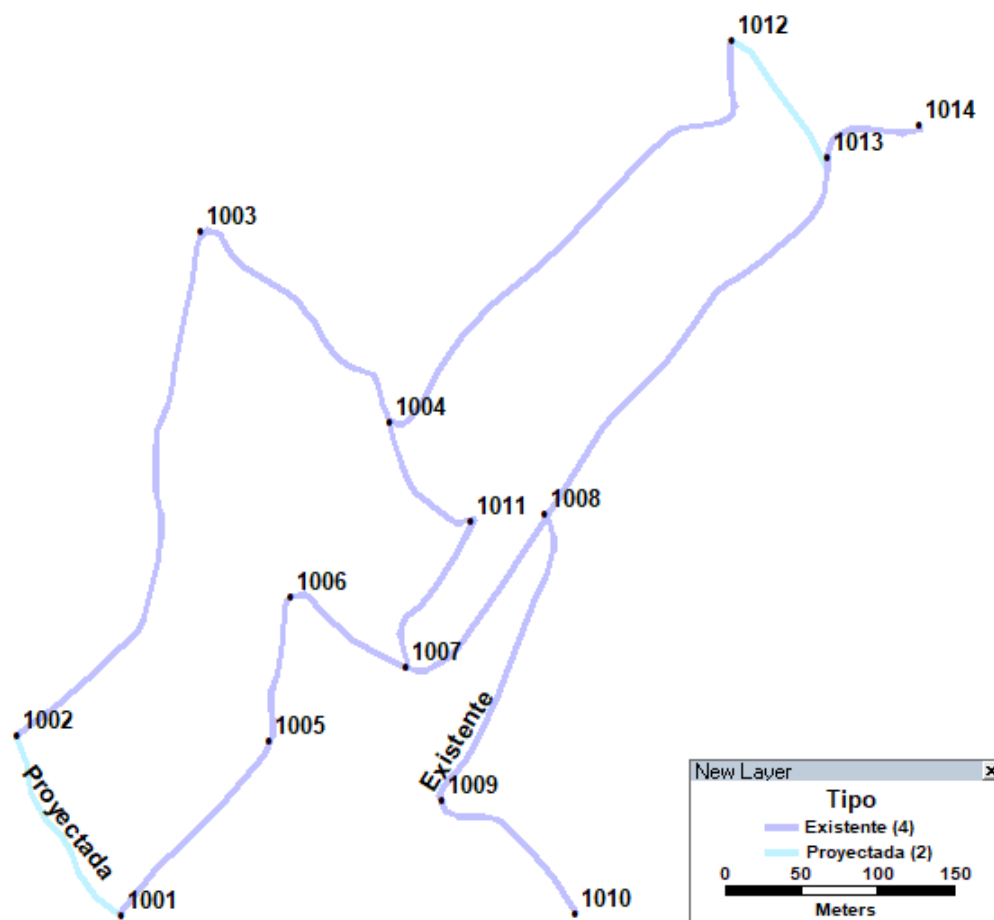 1012
1014
1013
1003
1004
1011
1008
1006
1007
1002
1005
Existente
1009
Proyectada
1001
1010
New Layer
Tipo
Existente (4)
Proyectada (2)
0 50 100 150
Meters